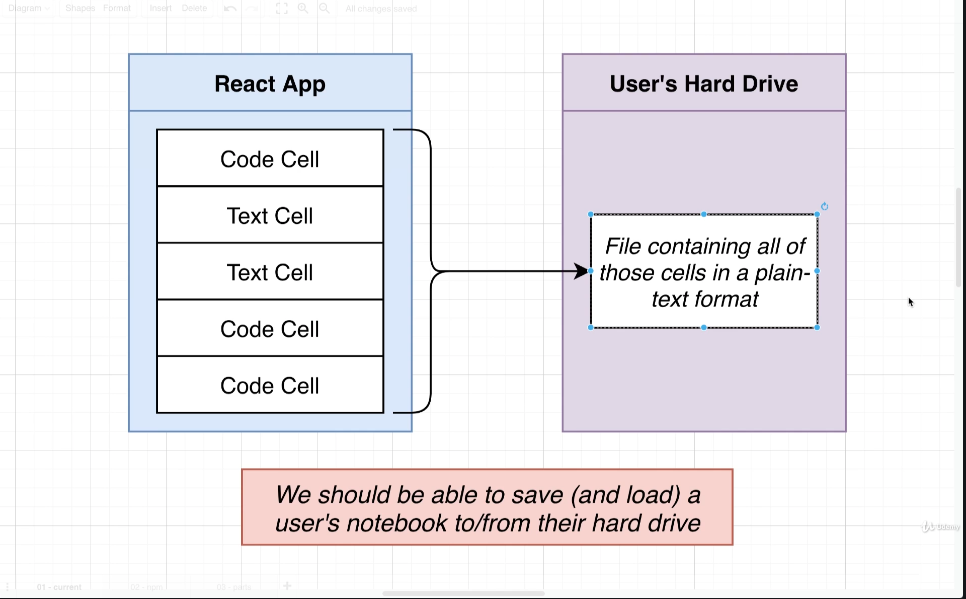 Diagram Shapes Format Insert Delete All changes saved
React App
User's Hard Drive
Code Cell
Text Cell
Text Cell
Code Cell
Code Cell
File containing all of
those cells in a plain-
text format
We should be able to save (and load) a
user's notebook to/from their hard drive
Udemy
01 - current